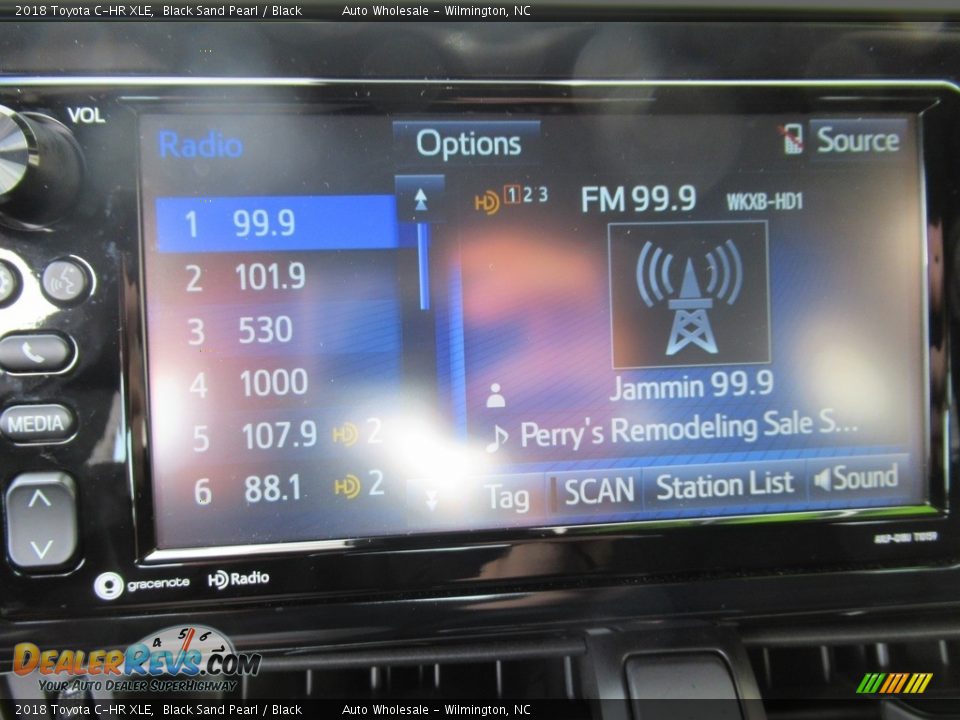 2018 Toyota C-HR XLE, Black Sand Pearl / Black Auto Wholesale - Wilmington, NC
VOL
Radio
Options
Source
1 99.9
2 101.9
3 530
4 1000
5 107.9 HD 2
6 88.1 HD 2
HD 1 2 3
FM 99.9 WKXB-HD1
Jammin 99.9
Perry's Remodeling Sale S...
Tag
SCAN
Station List
Sound
MEDIA
gracenote
HD Radio
4 5 6
DealerRevs.com
Your Auto Dealer SuperHighway
2018 Toyota C-HR XLE, Black Sand Pearl / Black Auto Wholesale - Wilmington, NC